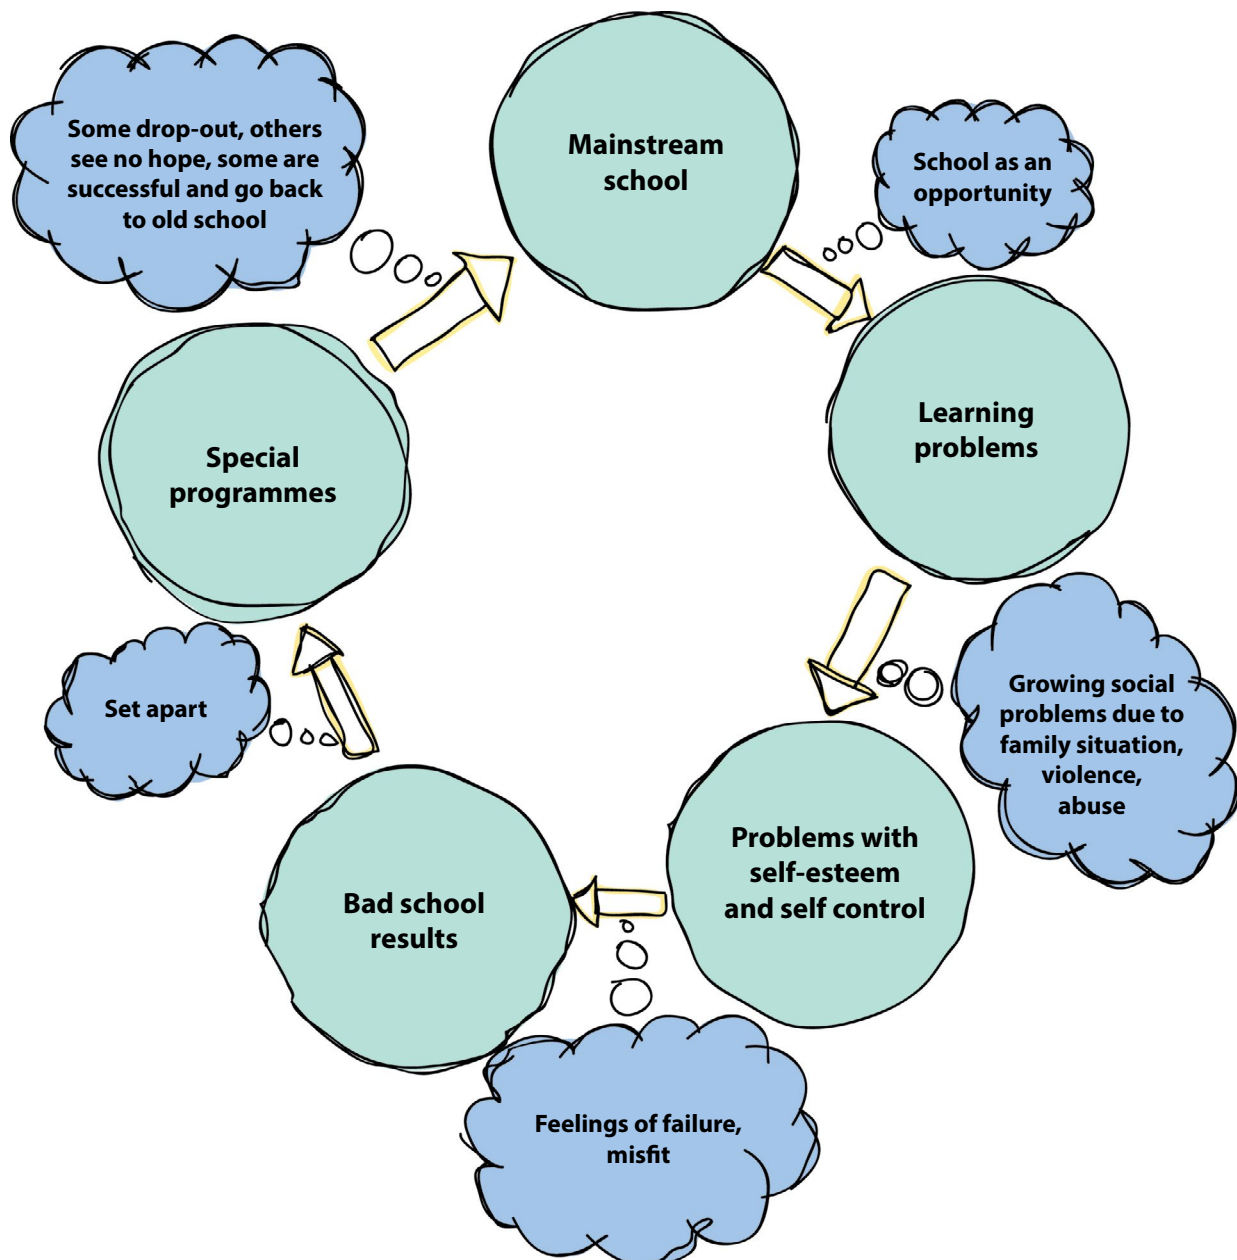 Mainstream
school
School as an
opportunity
Learning
problems
Growing social
problems due to
family situation,
violence,
abuse
Problems with
self-esteem
and self control
Feelings of failure,
misfit
Bad school
results
Set apart
Special
programmes
Some drop-out, others
see no hope, some are
successful and go back
to old school